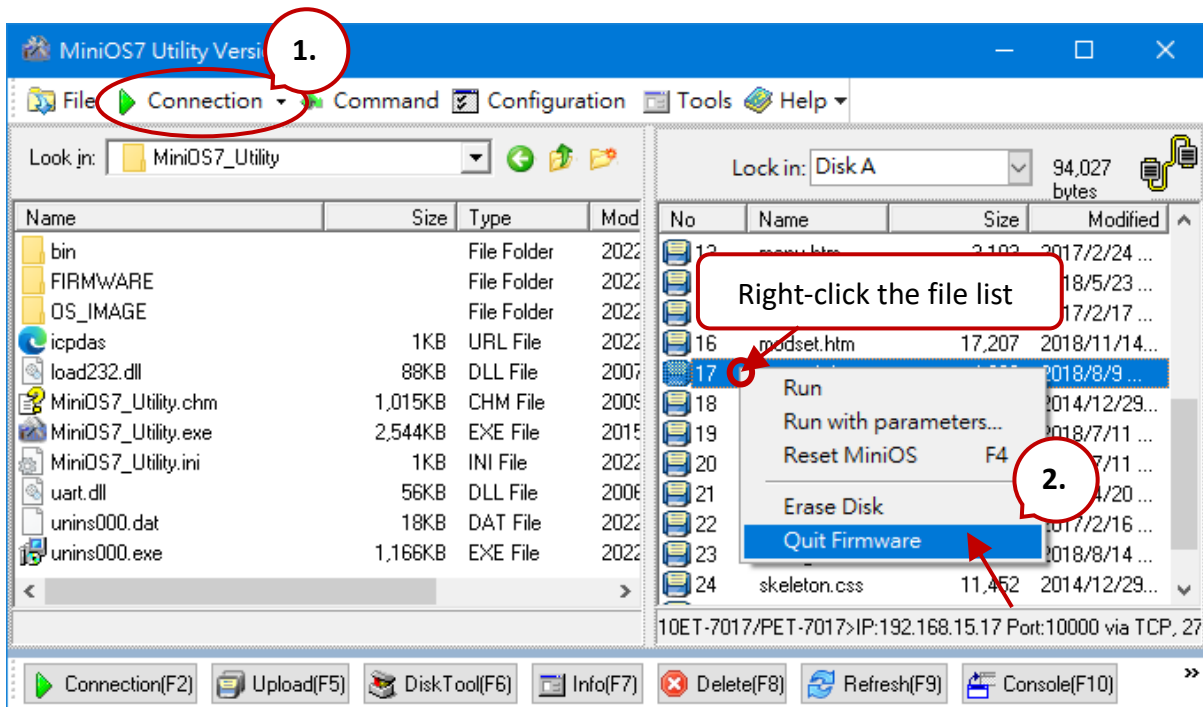 MiniOS7 Utility Versi
1.
File Connection Command Configuration Tools Help
Look in: MiniOS7_Utility
Lock in: Disk A 94,027 bytes
Name Size Type Mod
bin File Folder 2022
FIRMWARE File Folder 2022
OS_IMAGE File Folder 2022
icpdas 1KB URL File 2022
load232.dll 88KB DLL File 2007
MiniOS7_Utility.chm 1,015KB CHM File 2009
MiniOS7_Utility.exe 2,544KB EXE File 2015
MiniOS7_Utility.ini 1KB INI File 2022
uart.dll 56KB DLL File 2006
unins000.dat 18KB DAT File 2022
unins000.exe 1,166KB EXE File 2022
No Name Size Modified
2017/2/24 ...
Right-click the file list
18/5/23 ...
17/2/17 ...
16 modset.htm 17,207 2018/11/14...
17 2018/8/9 ...
18 2014/12/29...
19 2018/7/11 ...
20 7/11 ...
21 4/20 ...
22 2017/2/16 ...
23 2018/8/14 ...
24 skeleton.css 11,452 2014/12/29...
Run
Run with parameters...
Reset MiniOS F4
Erase Disk
Quit Firmware
2.
10ET-7017/PET-7017>IP:192.168.15.17 Port:10000 via TCP, 27
Connection(F2) Upload(F5) DiskTool(F6) Info(F7) Delete(F8) Refresh(F9) Console(F10) »